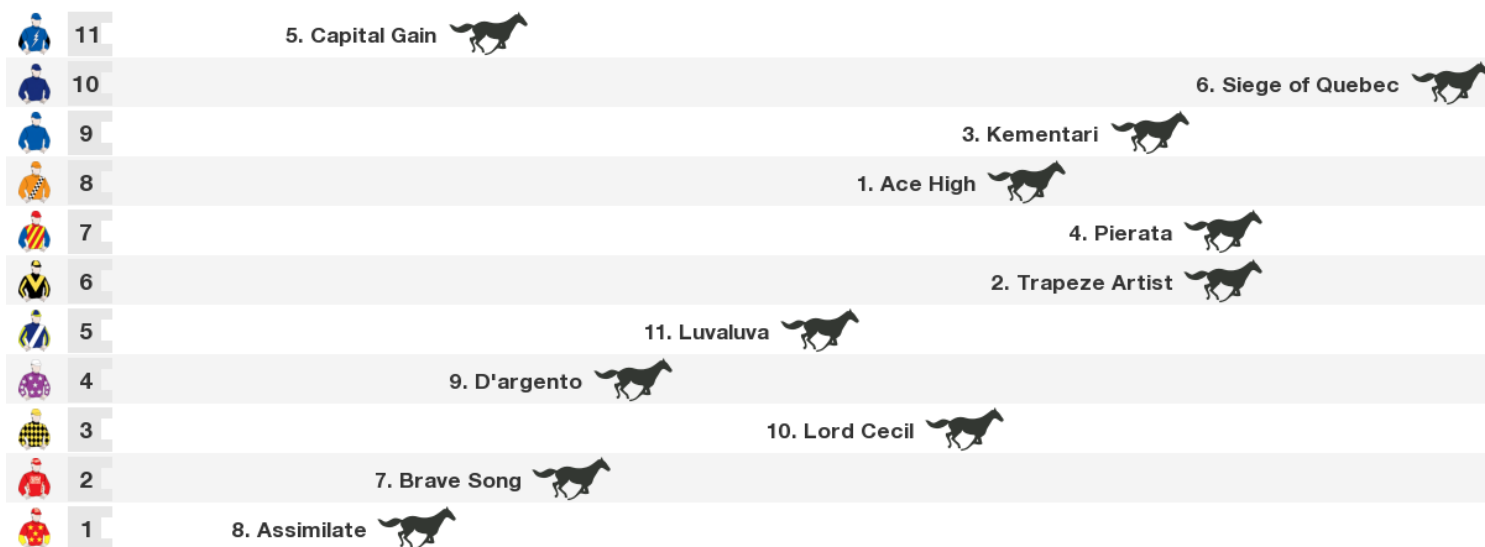 11 5. Capital Gain
10 6. Siege of Quebec
9 3. Kementari
8 1. Ace High
7 4. Pierata
6 2. Trapeze Artist
5 11. Luvaluva
4 9. D'argento
3 10. Lord Cecil
2 7. Brave Song
1 8. Assimilate